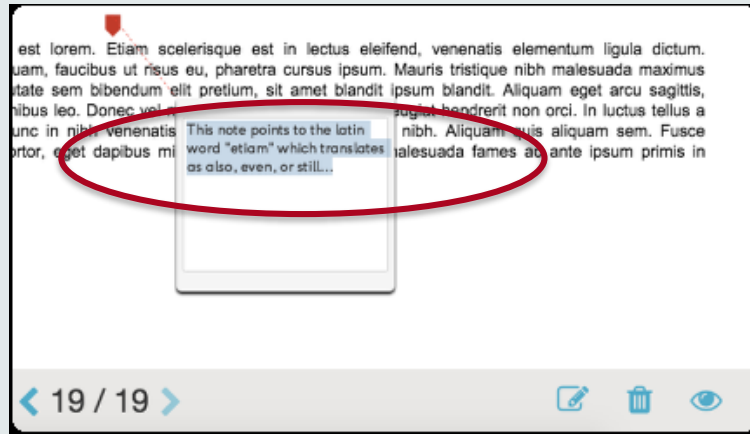 est lorem. Etiam scelerisque est in lectus eleifend, venenatis elementum ligula dictum.
uam, faucibus ut risus eu, pharetra cursus ipsum. Mauris tristique nibh malesuada maximus
utate sem bibendum elit pretium, sit amet blandit ipsum blandit. Aliquam eget arcu sagittis,
nibus leo. Donec vel hendrerit non orci. In luctus tellus a
unc in nibh venenatis nibh. Aliquam quis aliquam sem. Fusce
ortor, eget dapibus mi malesuada fames ac ante ipsum primis in
This note points to the latin
word "etiam" which translates
as also, even, or still...
19 / 19